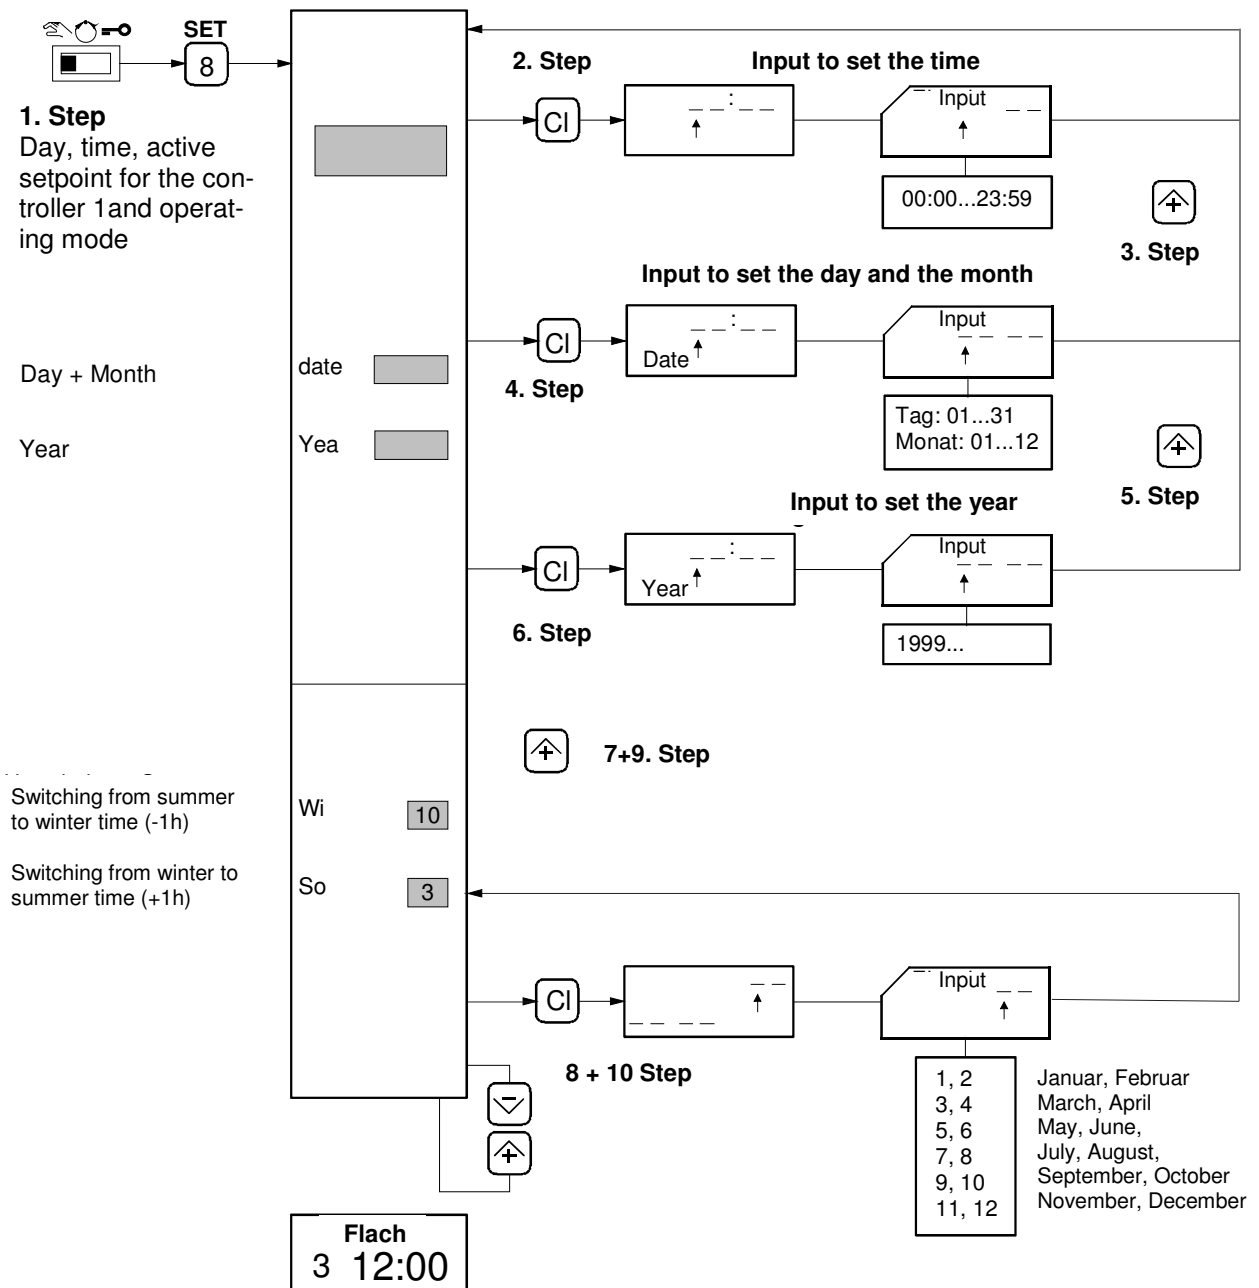 SET
8
1. Step
Day, time, active
setpoint for the con-
troller 1and operat-
ing mode
2. Step
Input to set the time
Cl
:
Input
00:00...23:59
3. Step
Input to set the day and the month
Day + Month
date
Cl
:
Date
Input
4. Step
Tag: 01...31
Monat: 01...12
Year
Yea
5. Step
Input to set the year
Cl
:
Year
Input
6. Step
1999...
7+9. Step
Switching from summer
to winter time (-1h)
Wi
10
Switching from winter to
summer time (+1h)
So
3
Cl
Input
8 + 10 Step
1, 2 Januar, Februar
3, 4 March, April
5, 6 May, June,
7, 8 July, August,
9, 10 September, October
11, 12 November, December
Flach
3 12:00